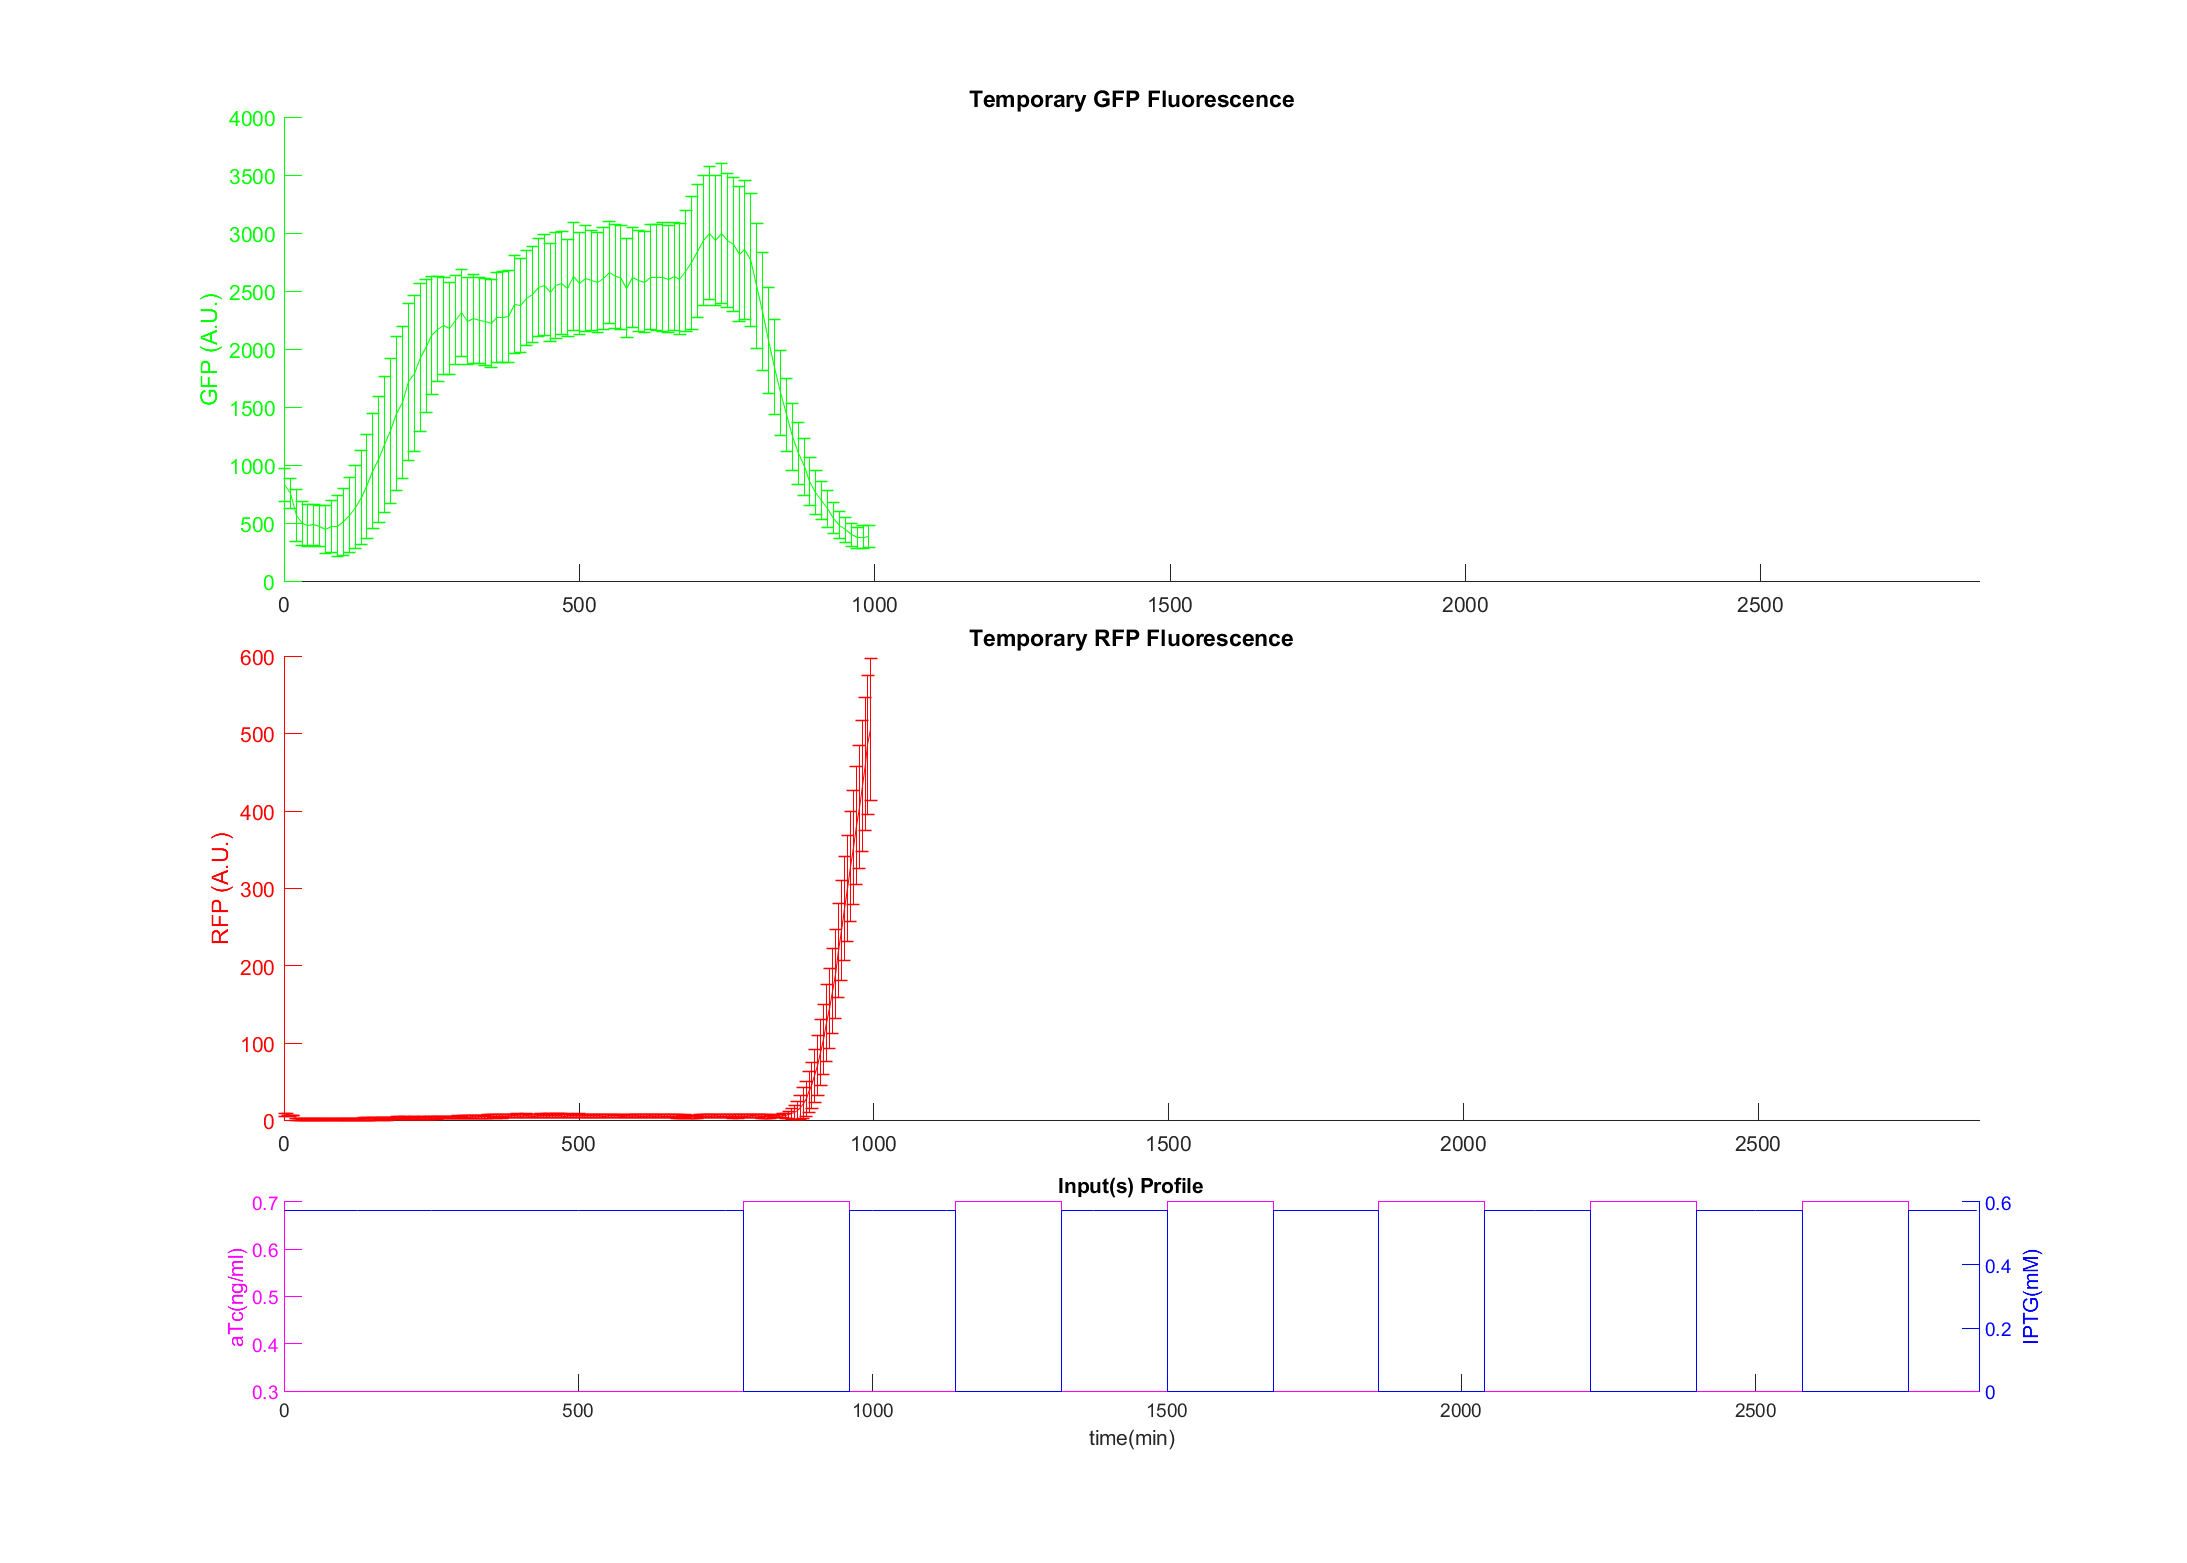 Temporary GFP Fluorescence
4000
3500
3000
2500
2000
1500
1000
500
0
GFP (A.U.)
0 500 1000 1500 2000 2500
Temporary RFP Fluorescence
600
500
400
300
200
100
0
RFP (A.U.)
0 500 1000 1500 2000 2500
Input(s) Profile
0.7
0.6
0.5
0.4
0.3
aTc(ng/ml)
0.6
0.4
0.2
0
IPTG(mM)
0 500 1000 1500 2000 2500
time(min)